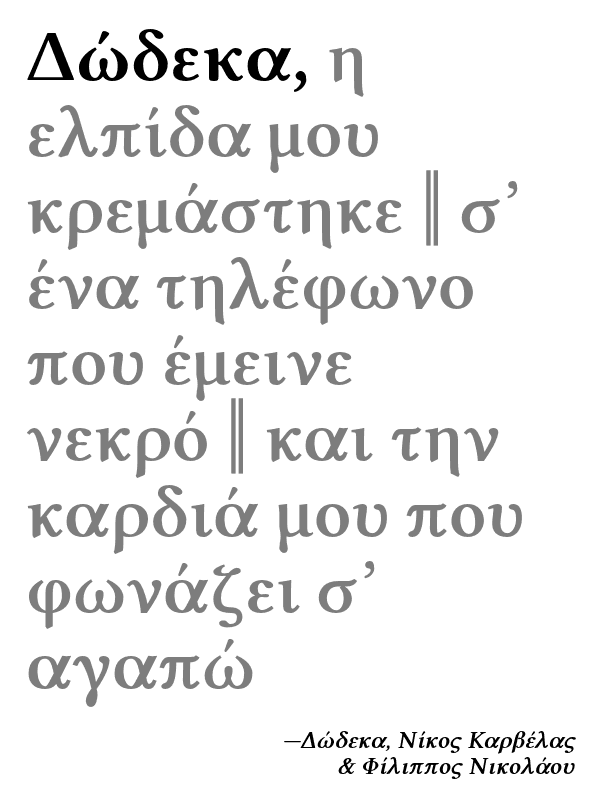 Δώδεκα, η
ελπίδα μου
κρεμάστηκε ‖ σ’
ένα τηλέφωνο
που έμεινε
νεκρό ‖ και την
καρδιά μου που
φωνάζει σ’
αγαπώ
—Δώδεκα, Νίκος Καρβέλας
& Φίλιππος Νικολάου